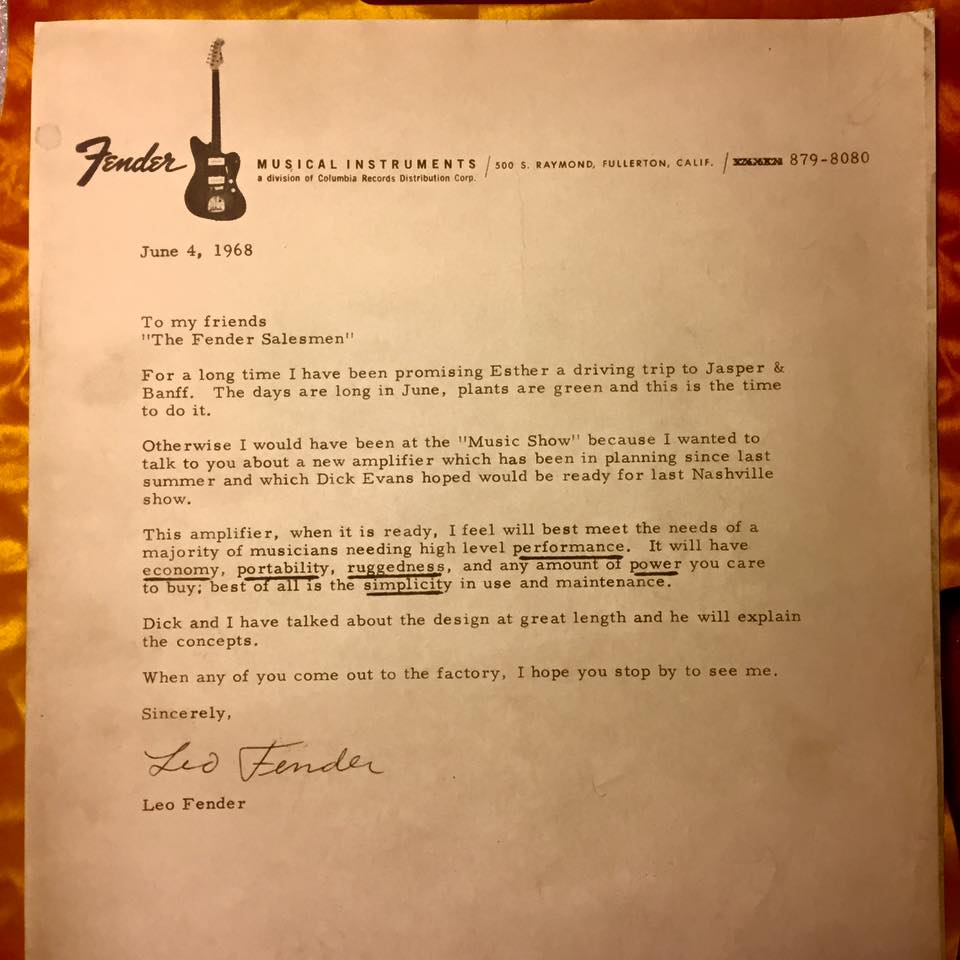 Fender
MUSICAL INSTRUMENTS / 500 S. RAYMOND, FULLERTON, CALIF. / 879-8080
a division of Columbia Records Distribution Corp.
June 4, 1968
To my friends
"The Fender Salesmen"
For a long time I have been promising Esther a driving trip to Jasper &
Banff. The days are long in June, plants are green and this is the time
to do it.
Otherwise I would have been at the "Music Show" because I wanted to
talk to you about a new amplifier which has been in planning since last
summer and which Dick Evans hoped would be ready for last Nashville
show.
This amplifier, when it is ready, I feel will best meet the needs of a
majority of musicians needing high level performance. It will have
economy, portability, ruggedness, and any amount of power you care
to buy; best of all is the simplicity in use and maintenance.
Dick and I have talked about the design at great length and he will explain
the concepts.
When any of you come out to the factory, I hope you stop by to see me.
Sincerely,
Leo Fender
Leo Fender